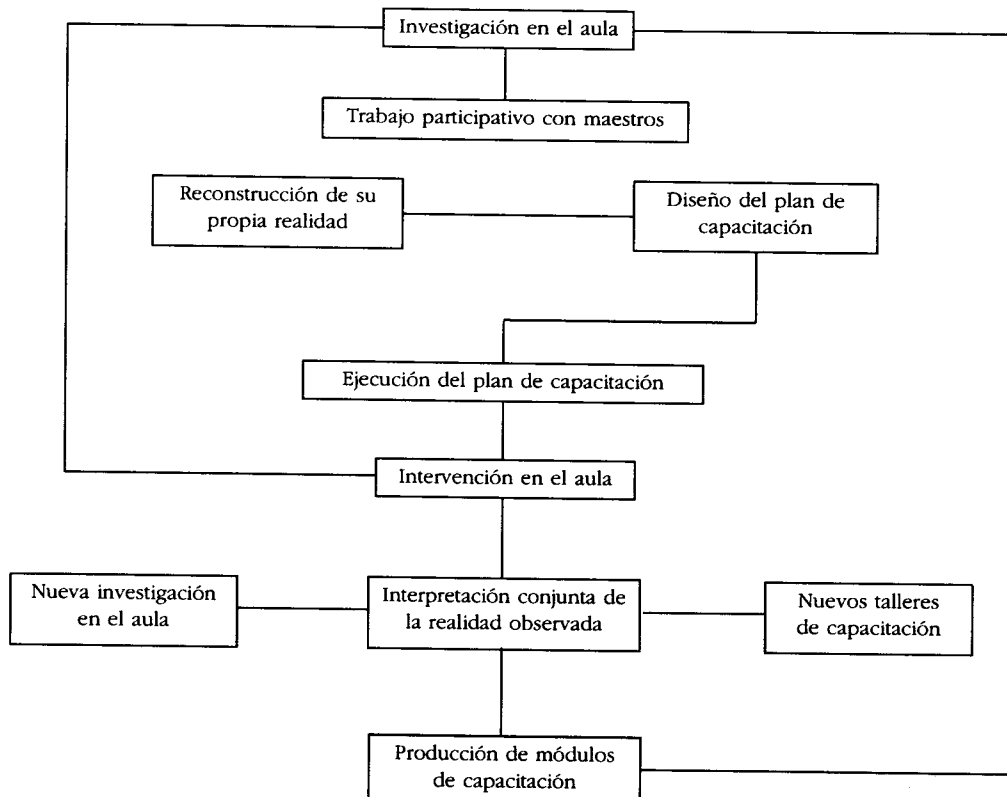 Investigación en el aula
Trabajo participativo con maestros
Reconstrucción de su
propia realidad
Diseño del plan de
capacitación
Ejecución del plan de capacitación
Intervención en el aula
Nueva investigación
en el aula
Interpretación conjunta de
la realidad observada
Nuevos talleres
de capacitación
Producción de módulos
de capacitación